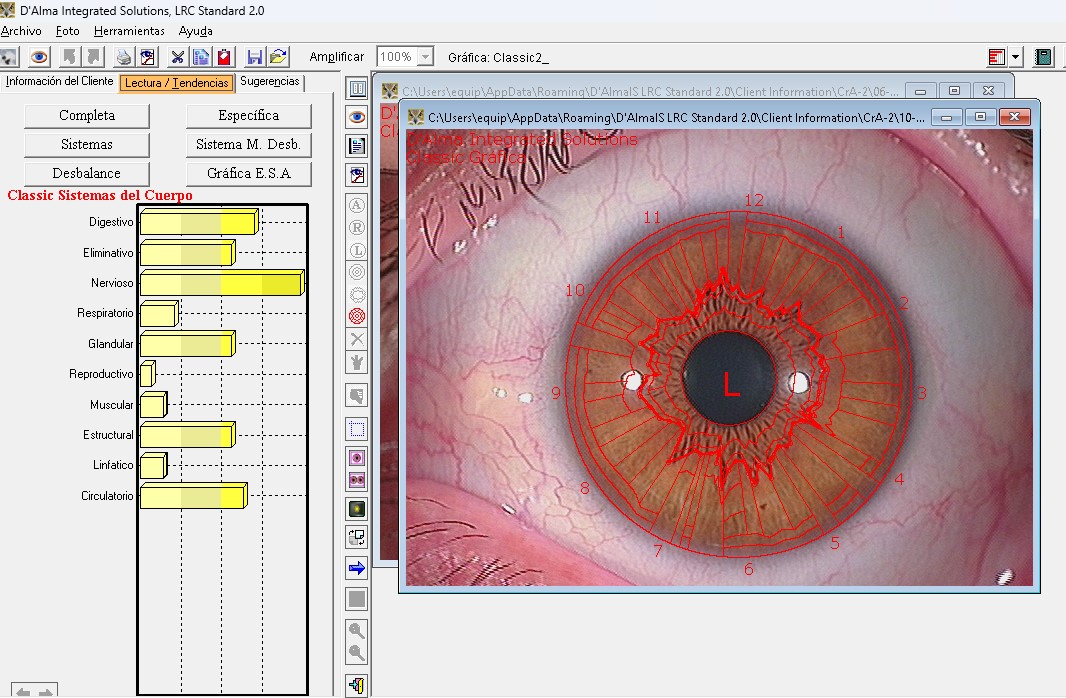 D'Alma Integrated Solutions, LRC Standard 2.0
Archivo Foto Herramientas Ayuda
Amplificar 100% Gráfica: Classic2_
Información del Cliente Lectura / Tendencias Sugerencias
Completa Específica
Sistemas Sistema M. Desb.
Desbalance Gráfica E.S.A
Classic Sistemas del Cuerpo
Digestivo
Eliminativo
Nervioso
Respiratorio
Glandular
Reproductivo
Muscular
Estructural
Linfatico
Circulatorio
A
R
L
C:\Users\equip\AppData\Roaming\D'AlmaIS LRC Standard 2.0\Client Information\CrA-2\06-...
C:\Users\equip\AppData\Roaming\D'AlmaIS LRC Standard 2.0\Client Information\CrA-2\10-...
D'Alma Integrated Solutions
Classic Gráfica
12
11
1
10
2
9
3
L
8
4
7
5
6